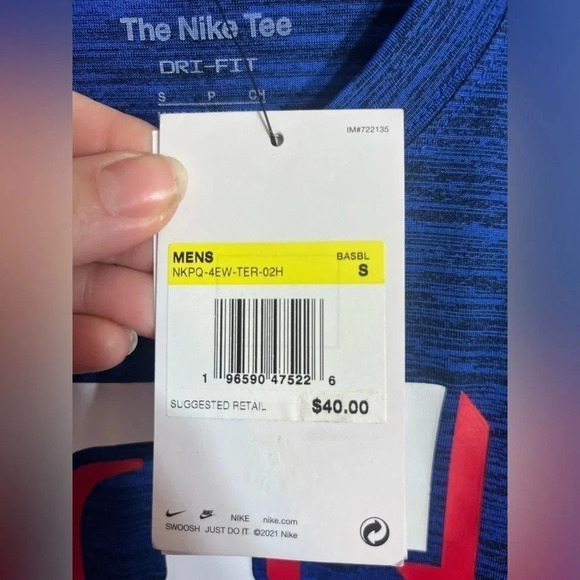 The Nike Tee
DRI-FIT
S P CH
IM#722135
MENS BASBL
NKPQ-4EW-TER-02H S
1 96590 47522 6
SUGGESTED RETAIL $40.00
NIKE nike.com
SWOOSH JUST DO IT ©2021 Nike